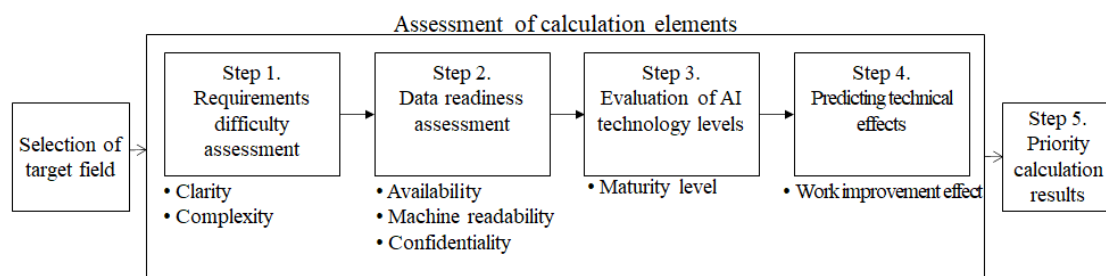 Assessment of calculation elements
Selection of
target field
Step 1.
Requirements
difficulty
assessment
• Clarity
• Complexity
Step 2.
Data readiness
assessment
• Availability
• Machine readability
• Confidentiality
Step 3.
Evaluation of AI
technology levels
• Maturity level
Step 4.
Predicting technical
effects
• Work improvement effect
Step 5.
Priority
calculation
results